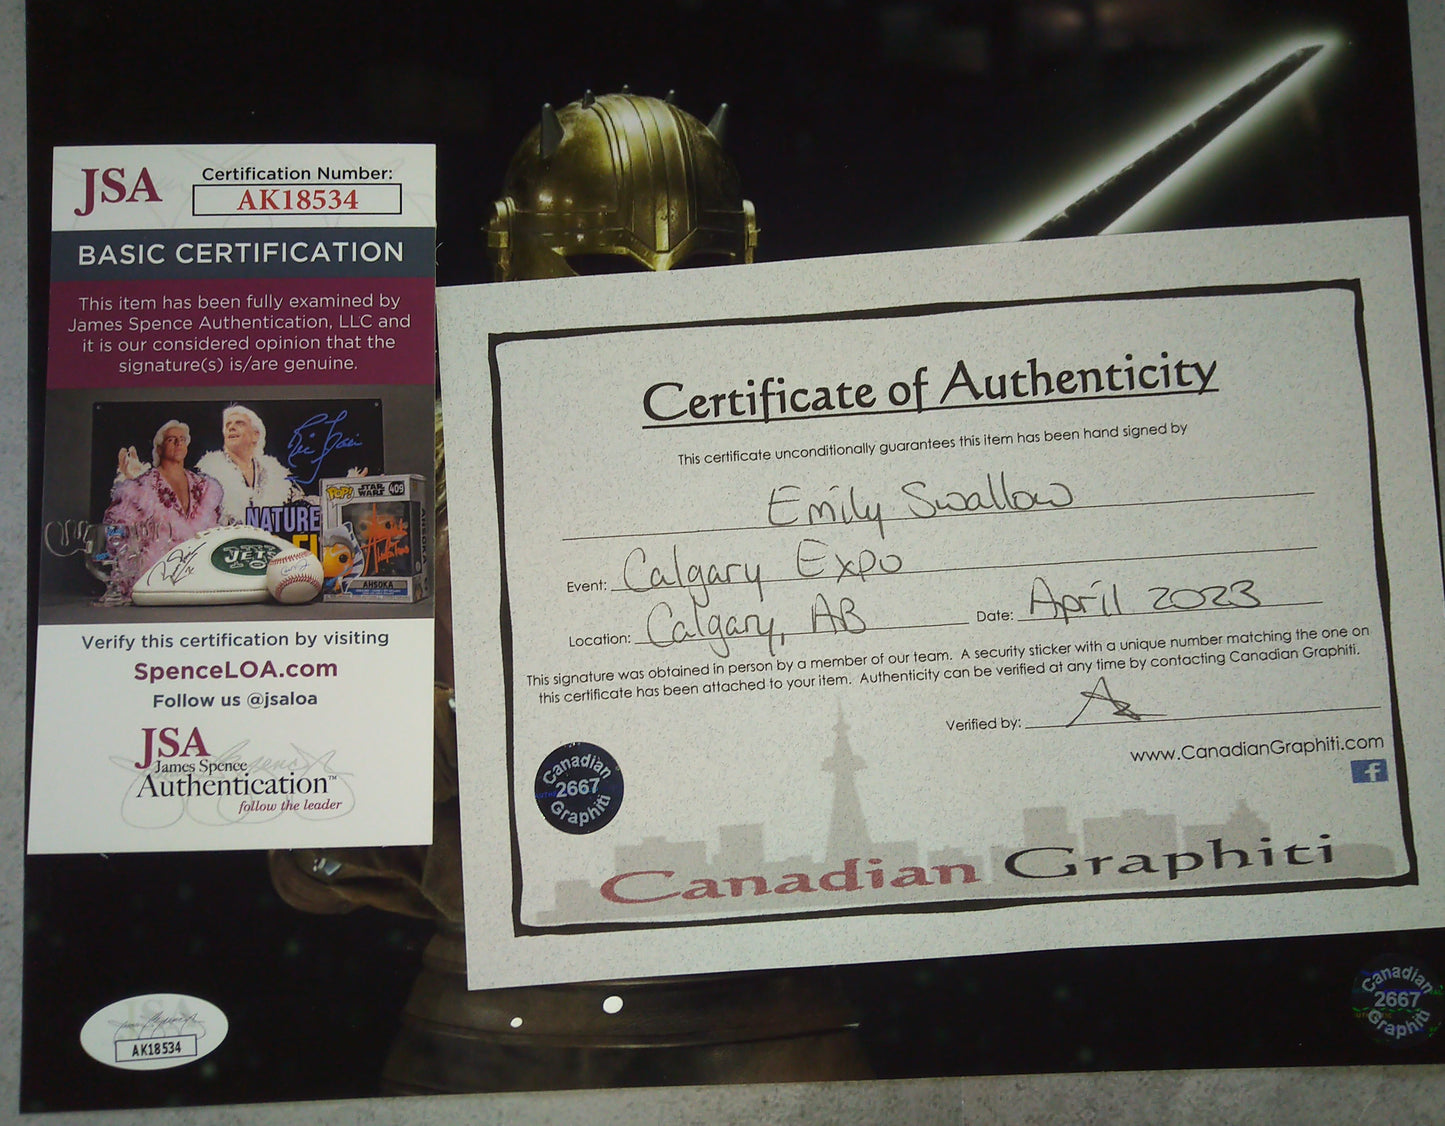 JSA
Certification Number:
AK18534
BASIC CERTIFICATION
This item has been fully examined by
James Spence Authentication, LLC and
it is our considered opinion that the
signature(s) is/are genuine.
POP! STAR WARS 409
NATURE
JETS
AHSOKA
Verify this certification by visiting
SpenceLOA.com
Follow us @jsaloa
JSA
James Spence
Authentication™
follow the leader
JSA
AK18534
Certificate of Authenticity
This certificate unconditionally guarantees this item has been hand signed by
Emily Swallow
Event: Calgary Expo
Location: Calgary, AB Date: April 2023
This signature was obtained in person by a member of our team. A security sticker with a unique number matching the one on
this certificate has been attached to your item. Authenticity can be verified at any time by contacting Canadian Graphiti.
Verified by:
www.CanadianGraphiti.com
f
Canadian
2667
Graphiti
Canadian Graphiti
Canadian
2667
Graphiti